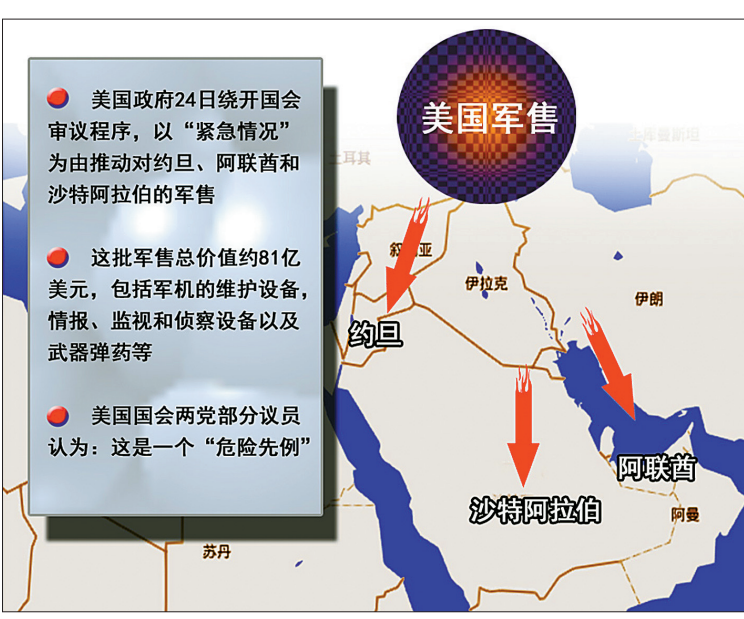 美国军售
● 美国政府24日绕开国会
审议程序，以“紧急情况”
为由推动对约旦、阿联酋和
沙特阿拉伯的军售
● 这批军售总价值约81亿
美元，包括军机的维护设备，
情报、监视和侦察设备以及
武器弹药等
● 美国国会两党部分议员
认为：这是一个“危险先例”
土耳其
伊拉克
伊朗
约旦
阿联酋
沙特阿拉伯
阿曼
苏丹